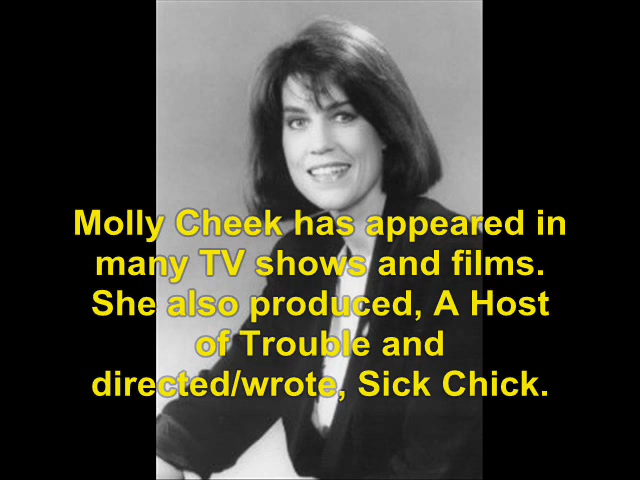 Molly Cheek has appeared in
many TV shows and films.
She also produced, A Host
of Trouble and
directed/wrote, Sick Chick.